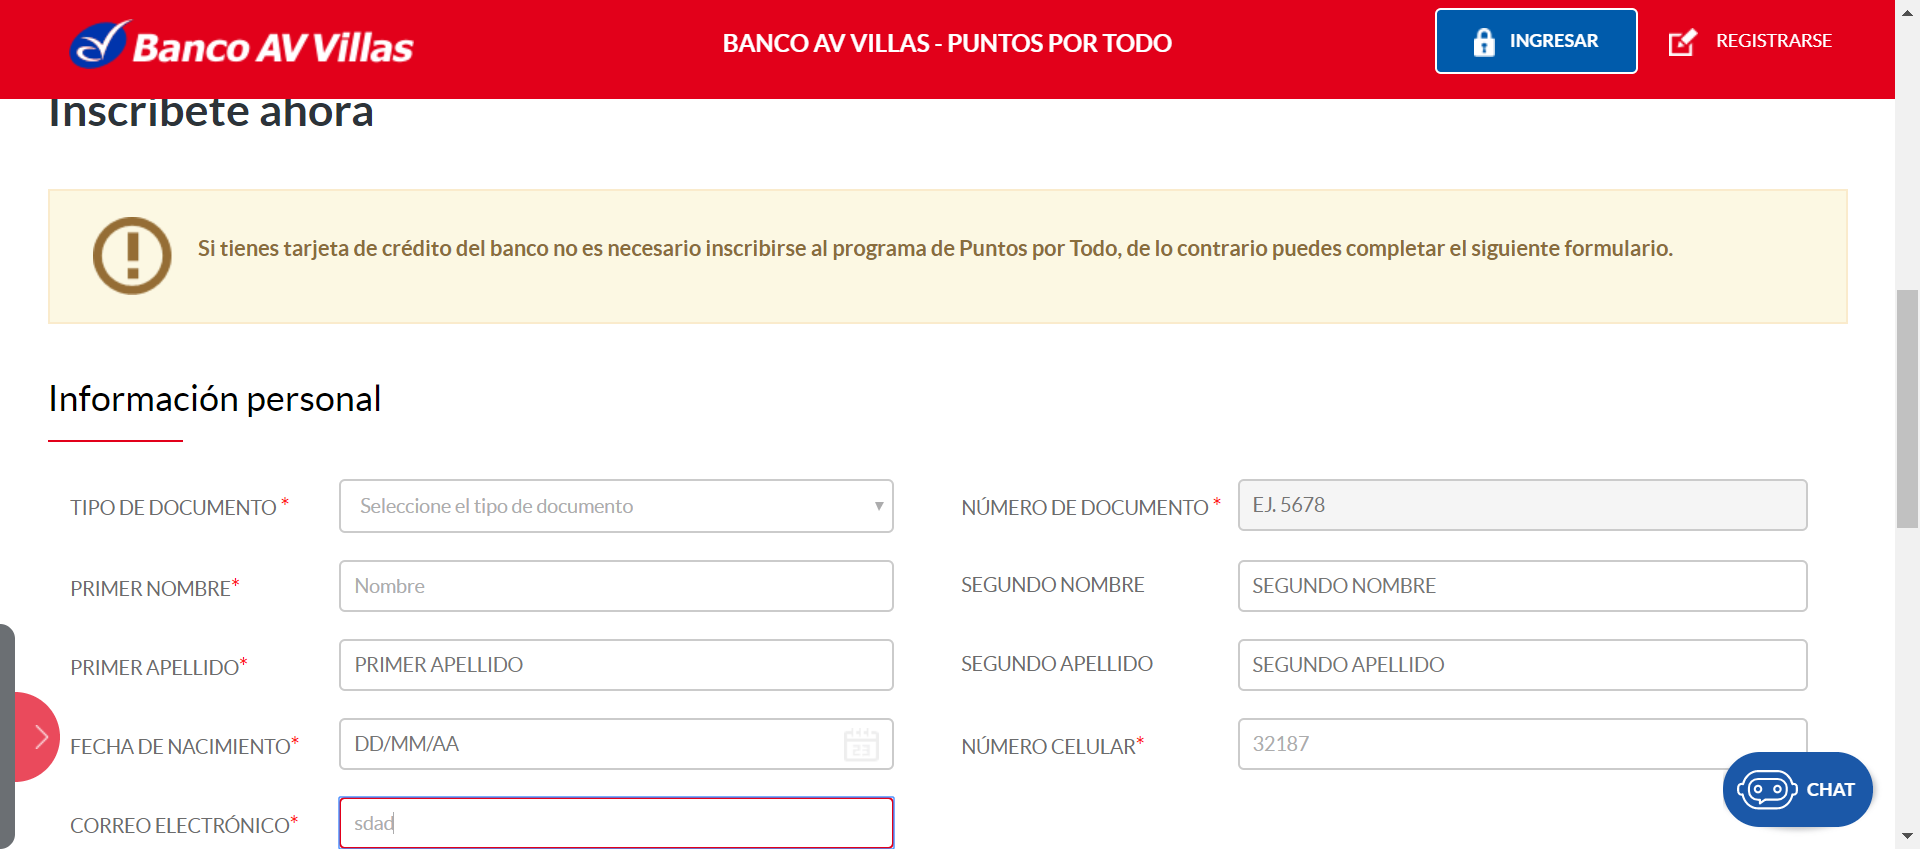 Banco AV Villas
BANCO AV VILLAS - PUNTOS POR TODO
INGRESAR
REGISTRARSE
Inscríbete ahora
Si tienes tarjeta de crédito del banco no es necesario inscribirse al programa de Puntos por Todo, de lo contrario puedes completar el siguiente formulario.
Información personal
TIPO DE DOCUMENTO *
Seleccione el tipo de documento
NÚMERO DE DOCUMENTO *
EJ. 5678
PRIMER NOMBRE*
Nombre
SEGUNDO NOMBRE
SEGUNDO NOMBRE
PRIMER APELLIDO*
PRIMER APELLIDO
SEGUNDO APELLIDO
SEGUNDO APELLIDO
FECHA DE NACIMIENTO*
DD/MM/AA
23
NÚMERO CELULAR*
32187
CORREO ELECTRÓNICO*
sdad
CHAT